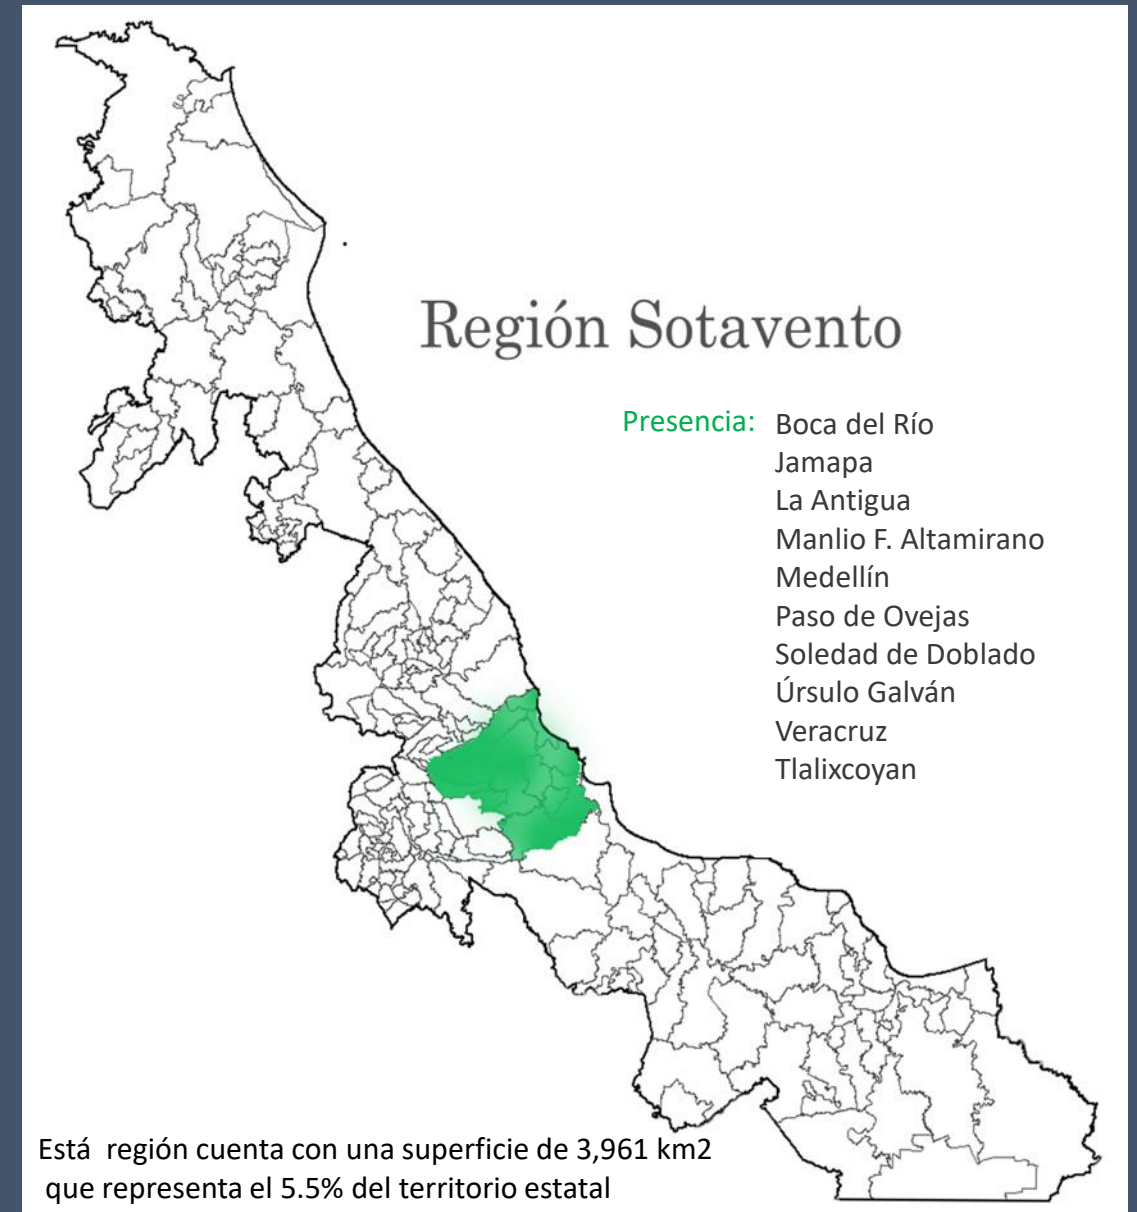 Región Sotavento
Presencia: Boca del Río
Jamapa
La Antigua
Manlio F. Altamirano
Medellín
Paso de Ovejas
Soledad de Doblado
Úrsulo Galván
Veracruz
Tlalixcoyan
Está región cuenta con una superficie de 3,961 km2
que representa el 5.5% del territorio estatal